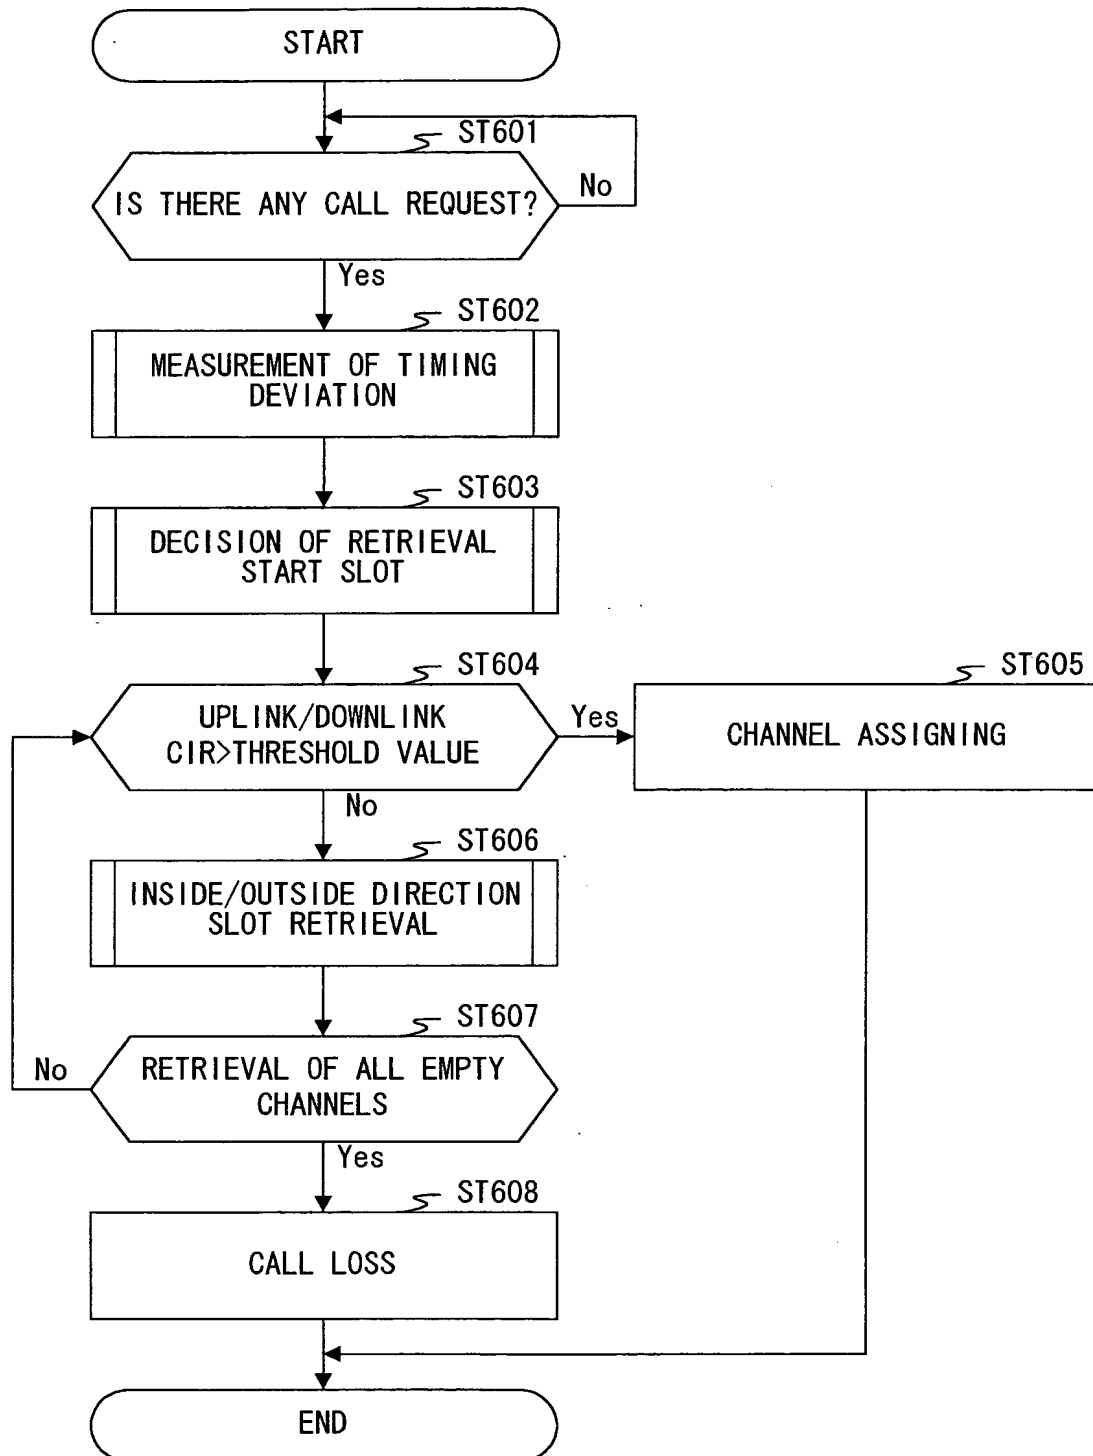 START
ST601
IS THERE ANY CALL REQUEST?
No
Yes
ST602
MEASUREMENT OF TIMING
DEVIATION
ST603
DECISION OF RETRIEVAL
START SLOT
ST604
UPLINK/DOWNLINK
CIR>THRESHOLD VALUE
Yes
ST605
CHANNEL ASSIGNING
No
ST606
INSIDE/OUTSIDE DIRECTION
SLOT RETRIEVAL
ST607
No
RETRIEVAL OF ALL EMPTY
CHANNELS
Yes
ST608
CALL LOSS
END